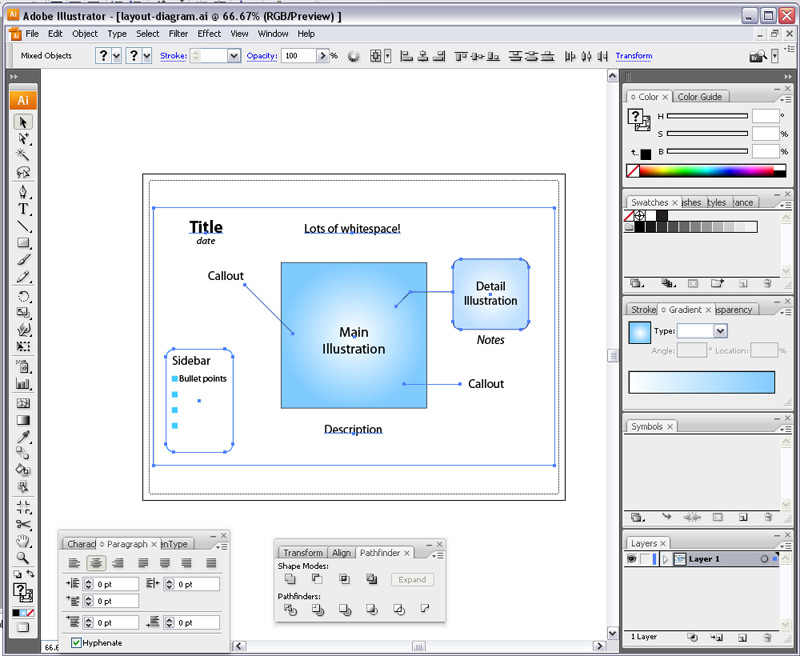 Adobe Illustrator - [layout-diagram.ai @ 66.67% (RGB/Preview) ]
File Edit Object Type Select Filter Effect View Window Help
Mixed Objects ? ? Stroke: Opacity: 100 % Transform
Ai
Color Color Guide
? H °
S %
B %
Swatches ushes tyles ance
Stroke Gradient sparency
Type:
Angle: ° Location: %
Symbols
Layers
Layer 1
1 Layer
Title
date
Lots of whitespace!
Callout
Detail
Illustration
Main
Illustration
Notes
Sidebar
Bullet points
Callout
Description
Charac Paragraph enType
0 pt 0 pt
0 pt
0 pt 0 pt
Hyphenate
Transform Align Pathfinder
Shape Modes:
Expand
Pathfinders:
66.6